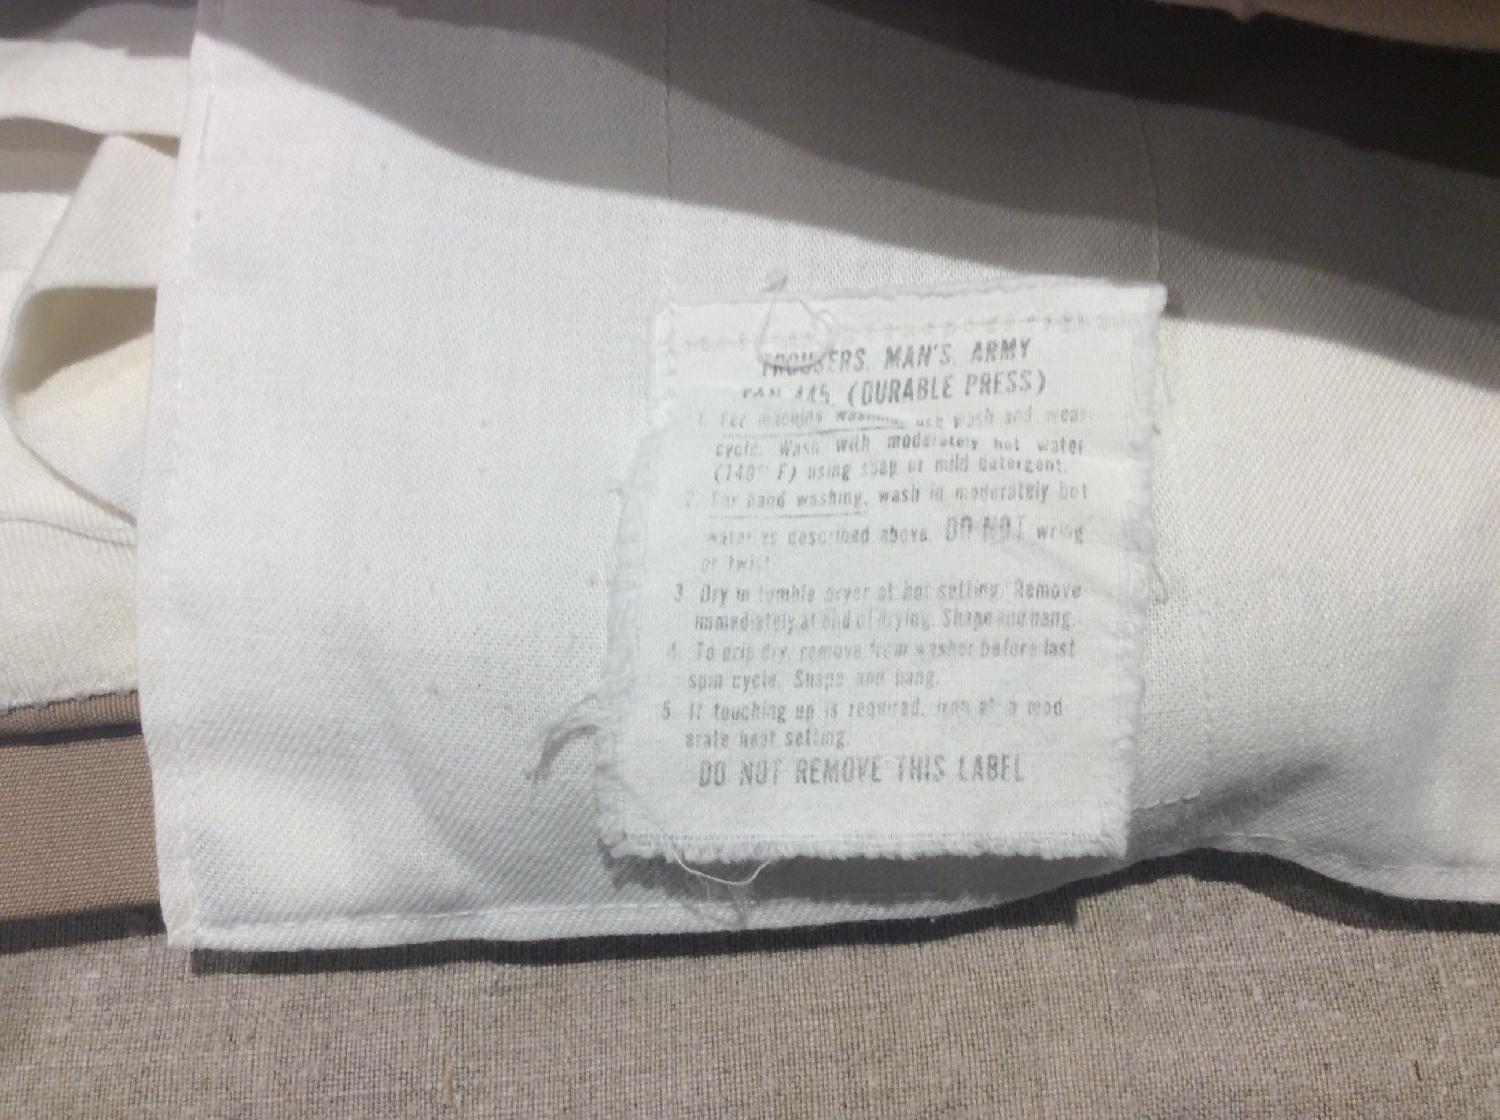 TROUSERS, MAN'S, ARMY
TAN 445, (DURABLE PRESS)
1. For machine washing, use wash and wear
cycle. Wash with moderately hot water
(140° F) using soap or mild detergent.
2. For hand washing, wash in moderately hot
water as described above. DO NOT wring
or twist.
3. Dry in tumble dryer at hot setting. Remove
immediately at end of drying. Shape and hang.
4. To drip dry, remove from washer before last
spin cycle. Shape and hang.
5. If touching up is required, iron at a mod
erate heat setting.
DO NOT REMOVE THIS LABEL